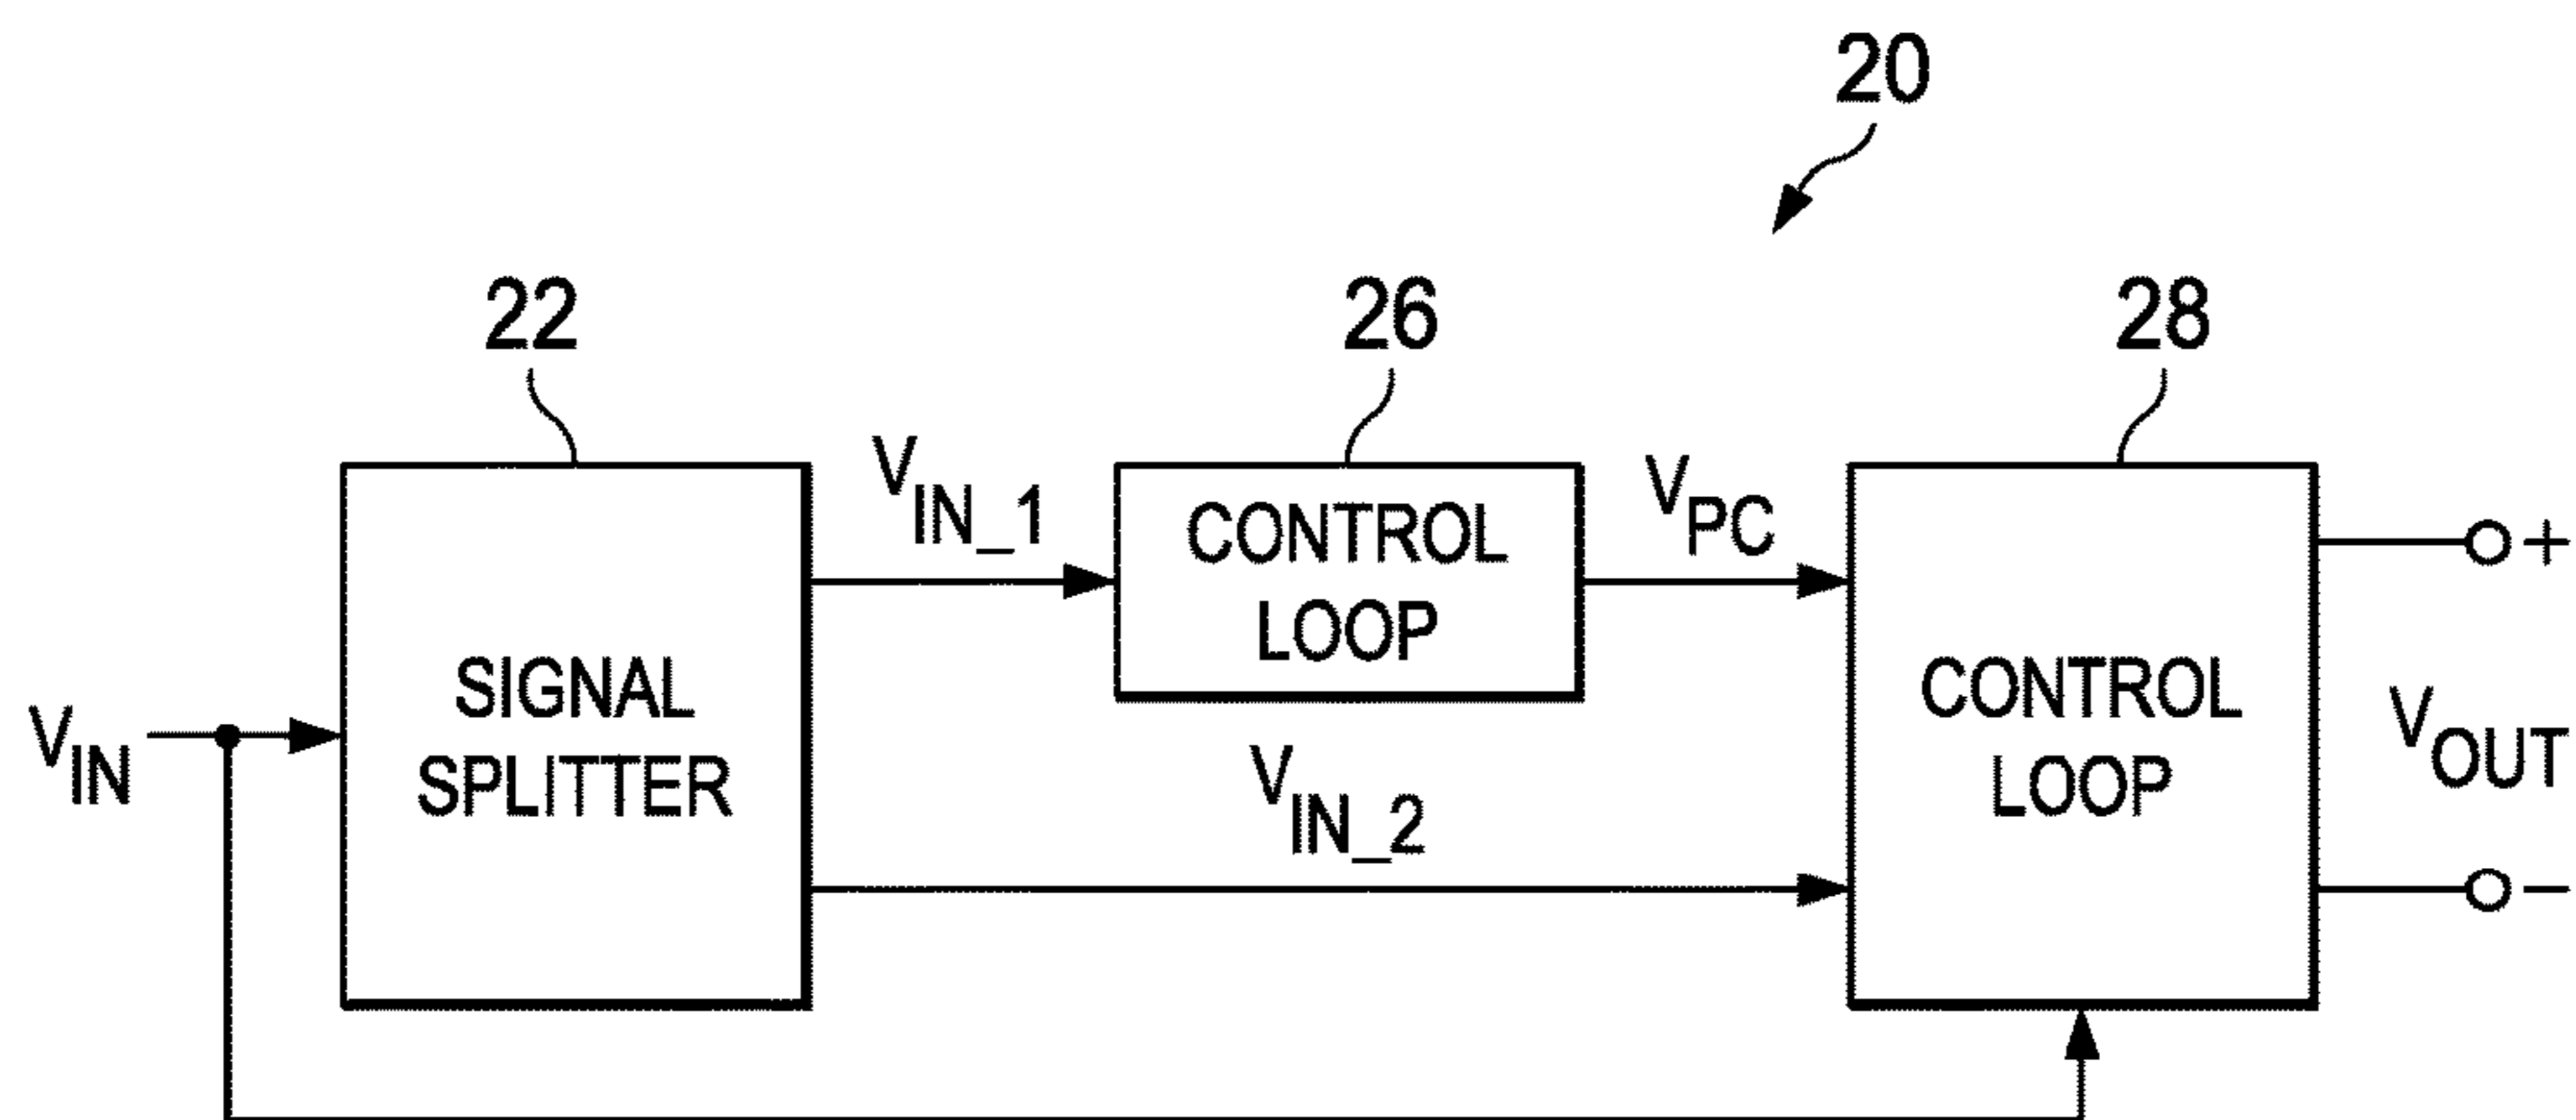 20
22
26
28
V_IN_1
CONTROL
LOOP
V_PC
V_IN
SIGNAL
SPLITTER
V_IN_2
CONTROL
LOOP
+
V_OUT
−